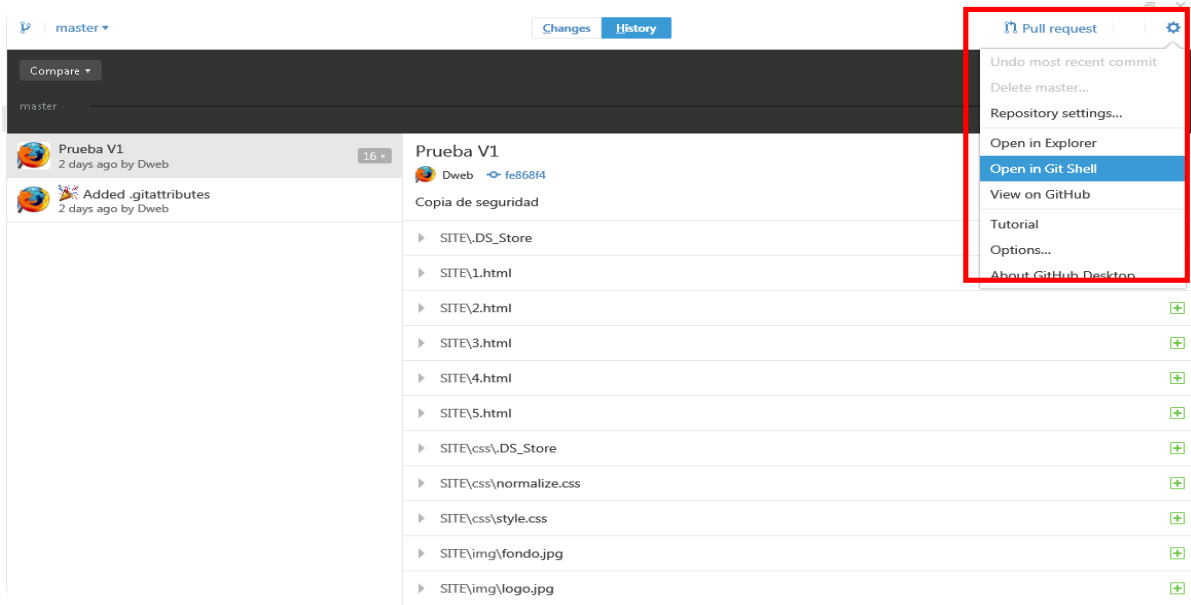 master
Changes
History
Pull request
Undo most recent commit
Delete master...
Repository settings...
Open in Explorer
Open in Git Shell
View on GitHub
Tutorial
Options...
About GitHub Desktop
Compare
master
Prueba V1
2 days ago by Dweb
16
Added .gitattributes
2 days ago by Dweb
Prueba V1
Dweb fe868f4
Copia de seguridad
SITE\.DS_Store
SITE\1.html
SITE\2.html
SITE\3.html
SITE\4.html
SITE\5.html
SITE\css\.DS_Store
SITE\css\normalize.css
SITE\css\style.css
SITE\img\fondo.jpg
SITE\img\logo.jpg